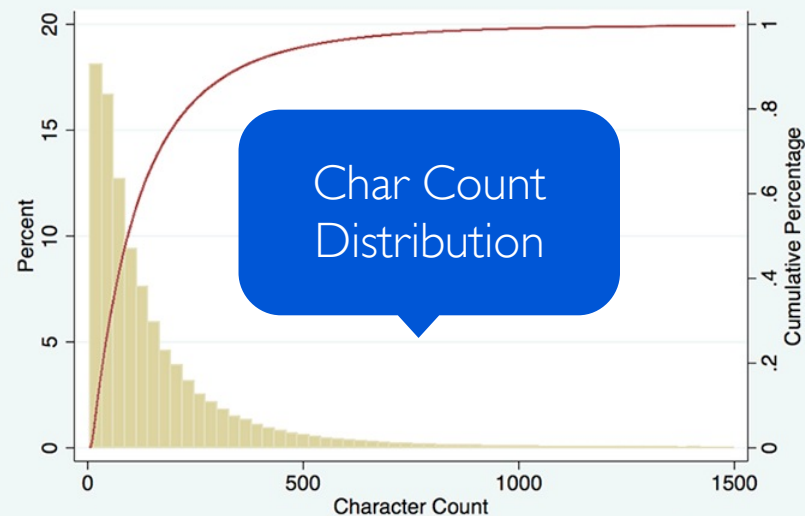 Char Count
Distribution
Percent
20
15
10
5
0
Cumulative Percentage
1
.8
.6
.4
.2
0
0 500 1000 1500
Character Count